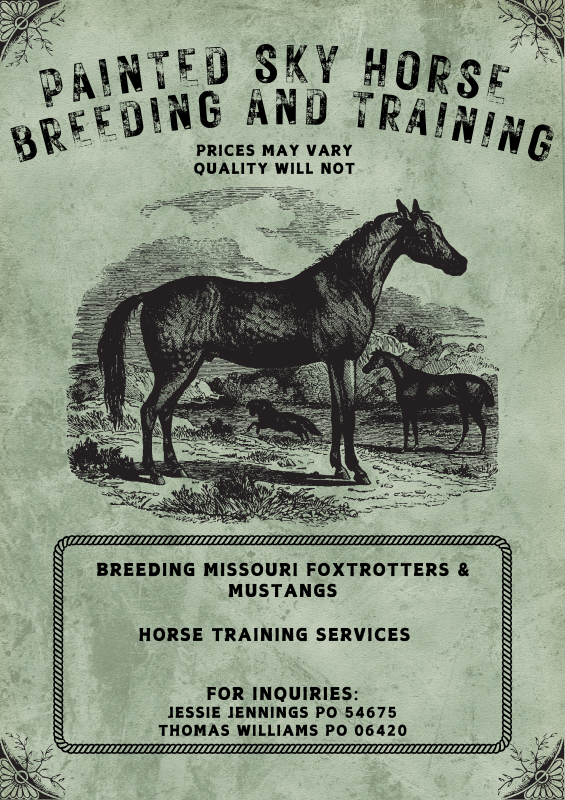 PAINTED SKY HORSE
BREEDING AND TRAINING
PRICES MAY VARY
QUALITY WILL NOT
BREEDING MISSOURI FOXTROTTERS &
MUSTANGS
HORSE TRAINING SERVICES
FOR INQUIRIES:
JESSIE JENNINGS PO 54675
THOMAS WILLIAMS PO 06420